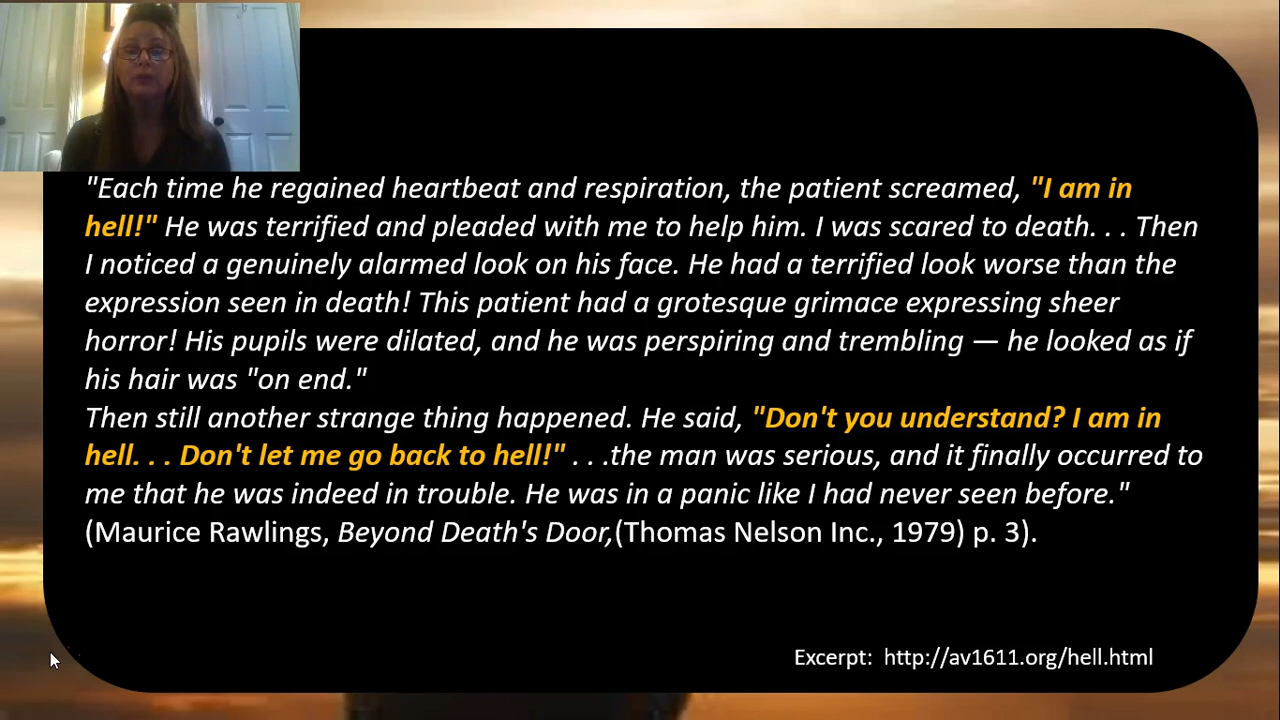 "Each time he regained heartbeat and respiration, the patient screamed, "I am in
hell!" He was terrified and pleaded with me to help him. I was scared to death. . . Then
I noticed a genuinely alarmed look on his face. He had a terrified look worse than the
expression seen in death! This patient had a grotesque grimace expressing sheer
horror! His pupils were dilated, and he was perspiring and trembling — he looked as if
his hair was "on end."
Then still another strange thing happened. He said, "Don't you understand? I am in
hell. . . Don't let me go back to hell!" . . .the man was serious, and it finally occurred to
me that he was indeed in trouble. He was in a panic like I had never seen before."
(Maurice Rawlings, Beyond Death's Door,(Thomas Nelson Inc., 1979) p. 3).
Excerpt: http://av1611.org/hell.html